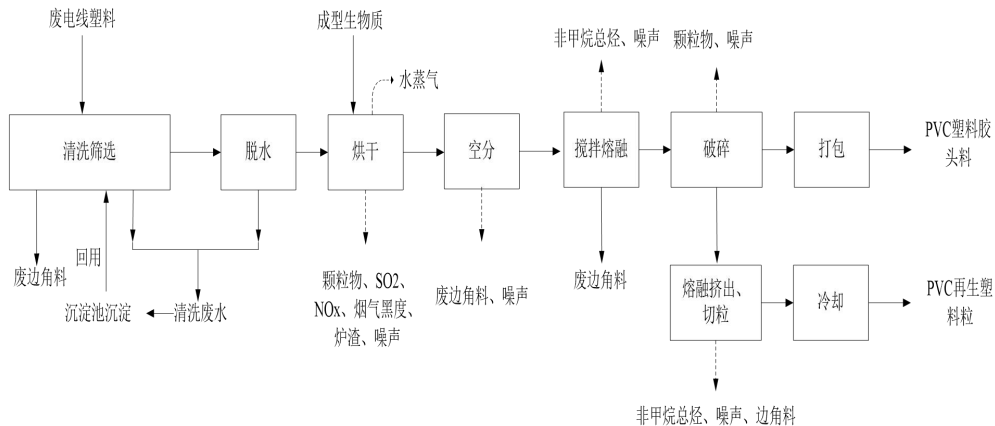 废电线塑料
成型生物质
非甲烷总烃、噪声
颗粒物、噪声
水蒸气
清洗筛选
脱水
烘干
空分
搅拌熔融
破碎
打包
PVC塑料胶
头料
废边角料
回用
沉淀池沉淀
清洗废水
颗粒物、SO2、
NOx、烟气黑度、
炉渣、噪声
废边角料、噪声
废边角料
熔融挤出、
切粒
冷却
PVC再生塑
料粒
非甲烷总烃、噪声、边角料